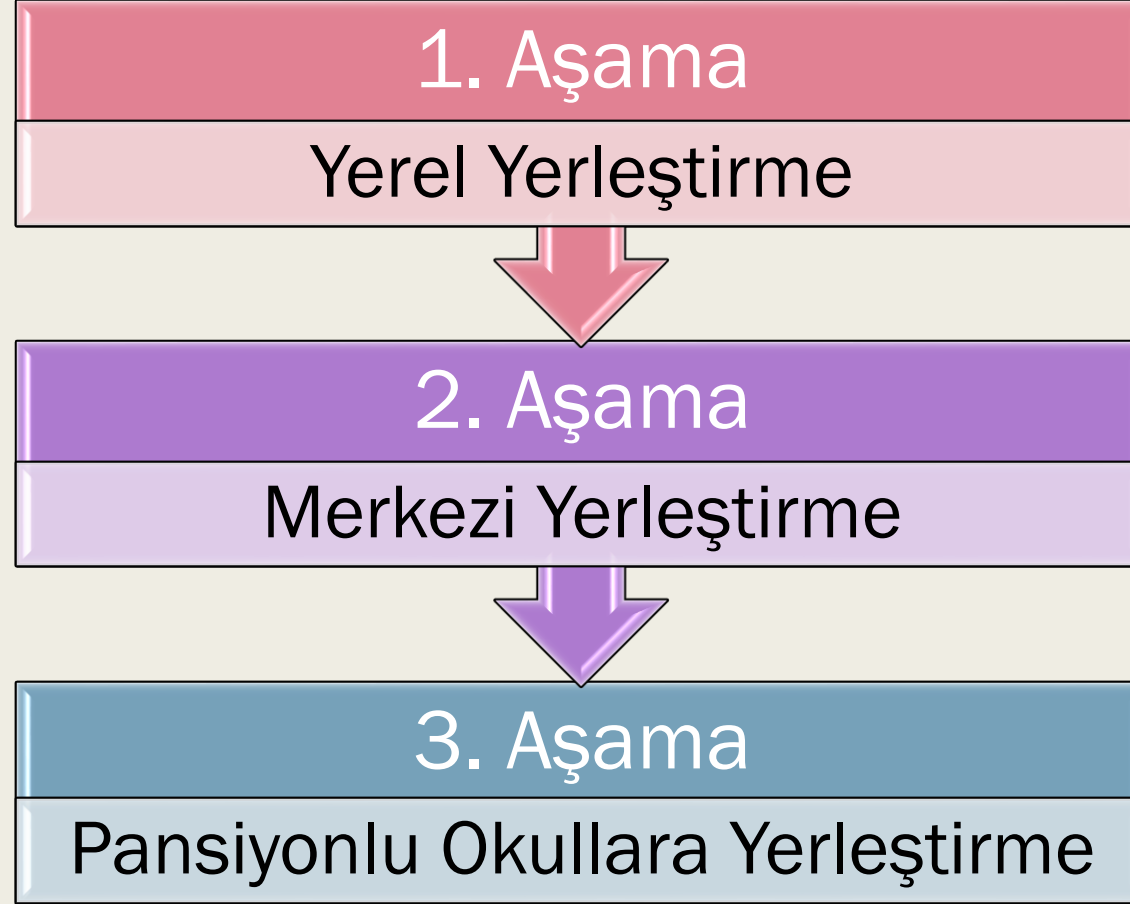 1. Aşama
Yerel Yerleştirme
2. Aşama
Merkezi Yerleştirme
3. Aşama
Pansiyonlu Okullara Yerleştirme